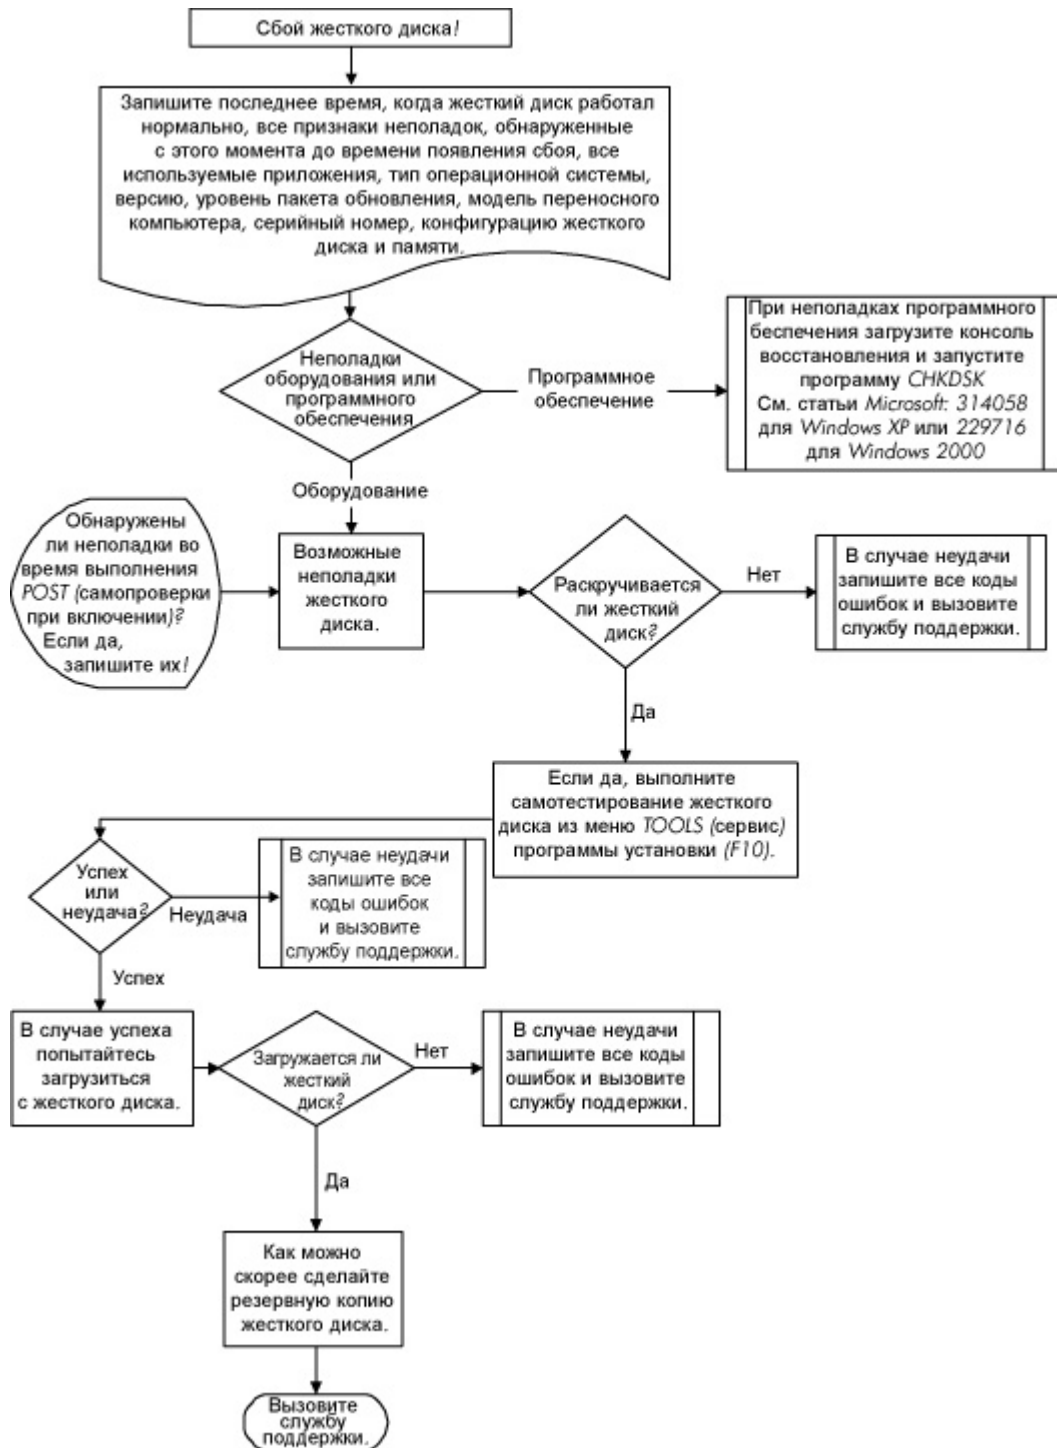 Сбой жесткого диска!
Запишите последнее время, когда жесткий диск работал
нормально, все признаки неполадок, обнаруженные
с этого момента до времени появления сбоя, все
используемые приложения, тип операционной системы,
версию, уровень пакета обновления, модель переносного
компьютера, серийный номер, конфигурацию жесткого
диска и памяти.
Неполадки
оборудования или
программного
обеспечения
Программное
обеспечение
При неполадках программного
беспечения загрузите консоль
восстановления и запустите
программу CHKDSK
См. статьи Microsoft: 314058
для Windows XP или 229716
для Windows 2000
Оборудование
Обнаружены
ли неполадки во
время выполнения
POST (самопроверки
при включении)?
Если да,
запишите их!
Возможные
неполадки
жесткого
диска.
Раскручивается
ли жесткий
диск?
Нет
В случае неудачи
запишите все коды
ошибок и вызовите
службу поддержки.
Да
Если да, выполните
самотестирование жесткого
диска из меню TOOLS (сервис)
программы установки (F10).
Успех
или
неудача?
Неудача
В случае неудачи
запишите все
коды ошибок
и вызовите
службу поддержки.
Успех
В случае успеха
попытайтесь
загрузиться
с жесткого диска.
Загружается ли
жесткий
диск?
Нет
В случае неудачи
запишите все коды
ошибок и вызовите
службу поддержки.
Да
Как можно
скорее сделайте
резервную копию
жесткого диска.
Вызовите
службу
поддержки.